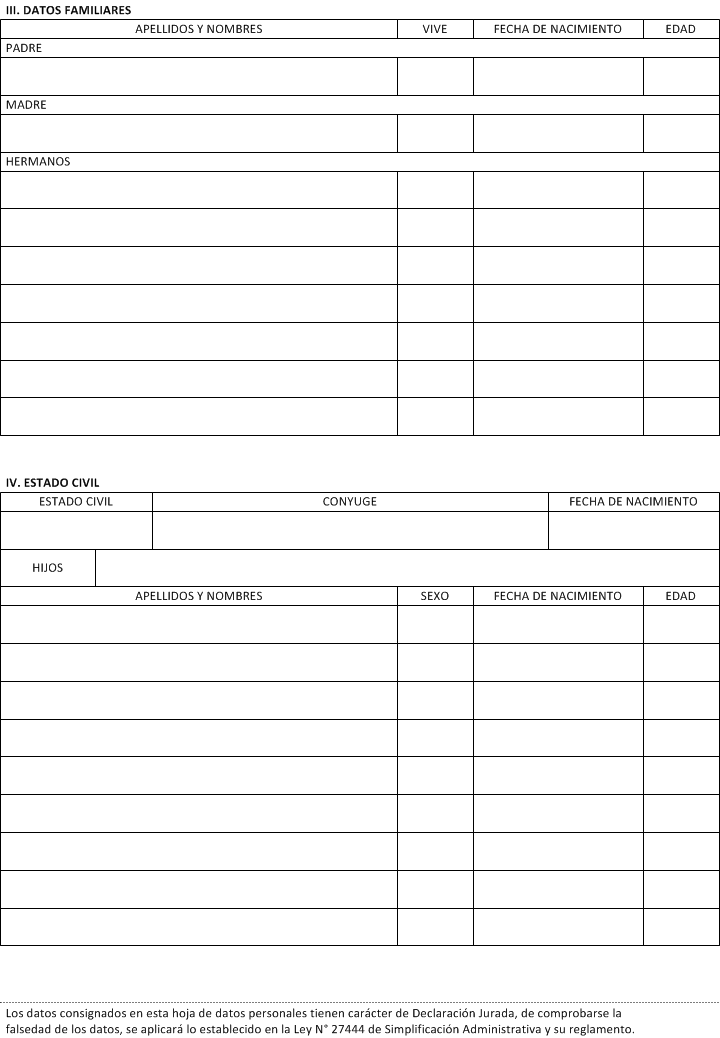 III. DATOS FAMILIARES
APELLIDOS Y NOMBRES VIVE FECHA DE NACIMIENTO EDAD
PADRE
MADRE
HERMANOS
IV. ESTADO CIVIL
ESTADO CIVIL CONYUGE FECHA DE NACIMIENTO
HIJOS
APELLIDOS Y NOMBRES SEXO FECHA DE NACIMIENTO EDAD
Los datos consignados en esta hoja de datos personales tienen carácter de Declaración Jurada, de comprobarse la
falsedad de los datos, se aplicará lo establecido en la Ley N° 27444 de Simplificación Administrativa y su reglamento.